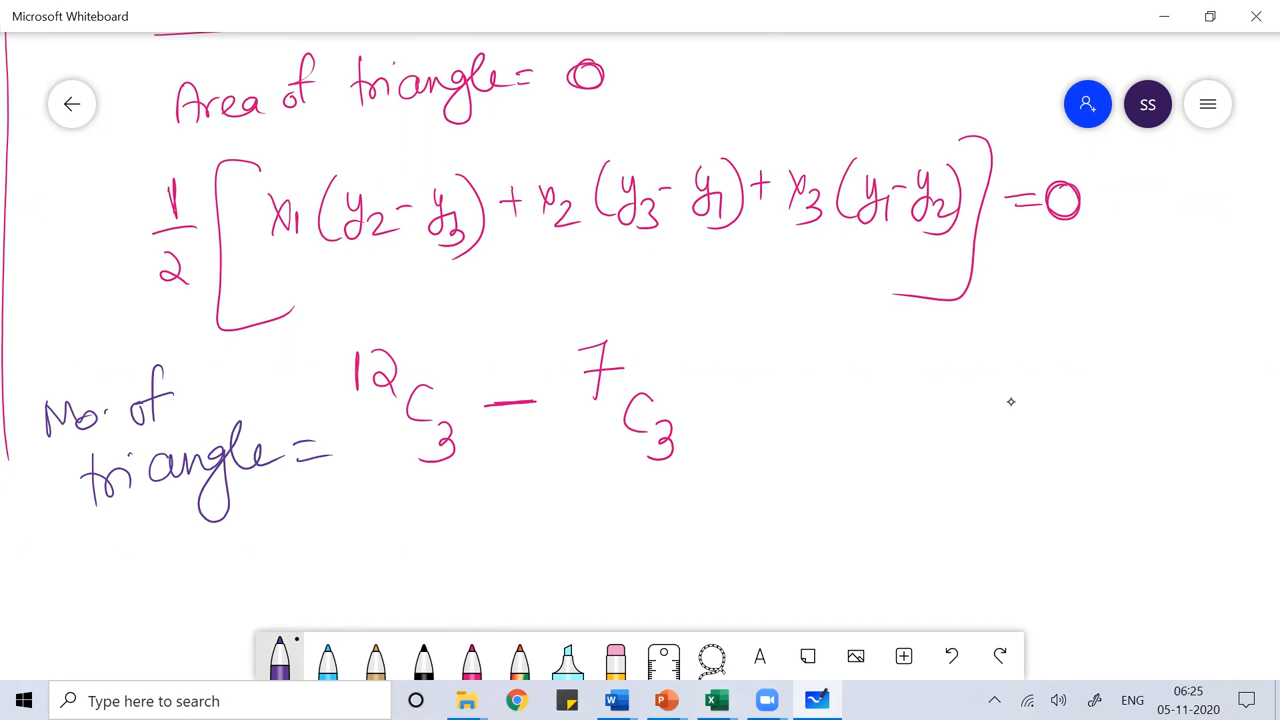 Microsoft Whiteboard
Area of triangle = 0
SS
1/2 [ x1 (y2 - y3) + x2 (y3 - y1) + x3 (y1 - y2) ] = 0
No. of triangle = 12C3 - 7C3
A
Type here to search
ENG
06:25
05-11-2020